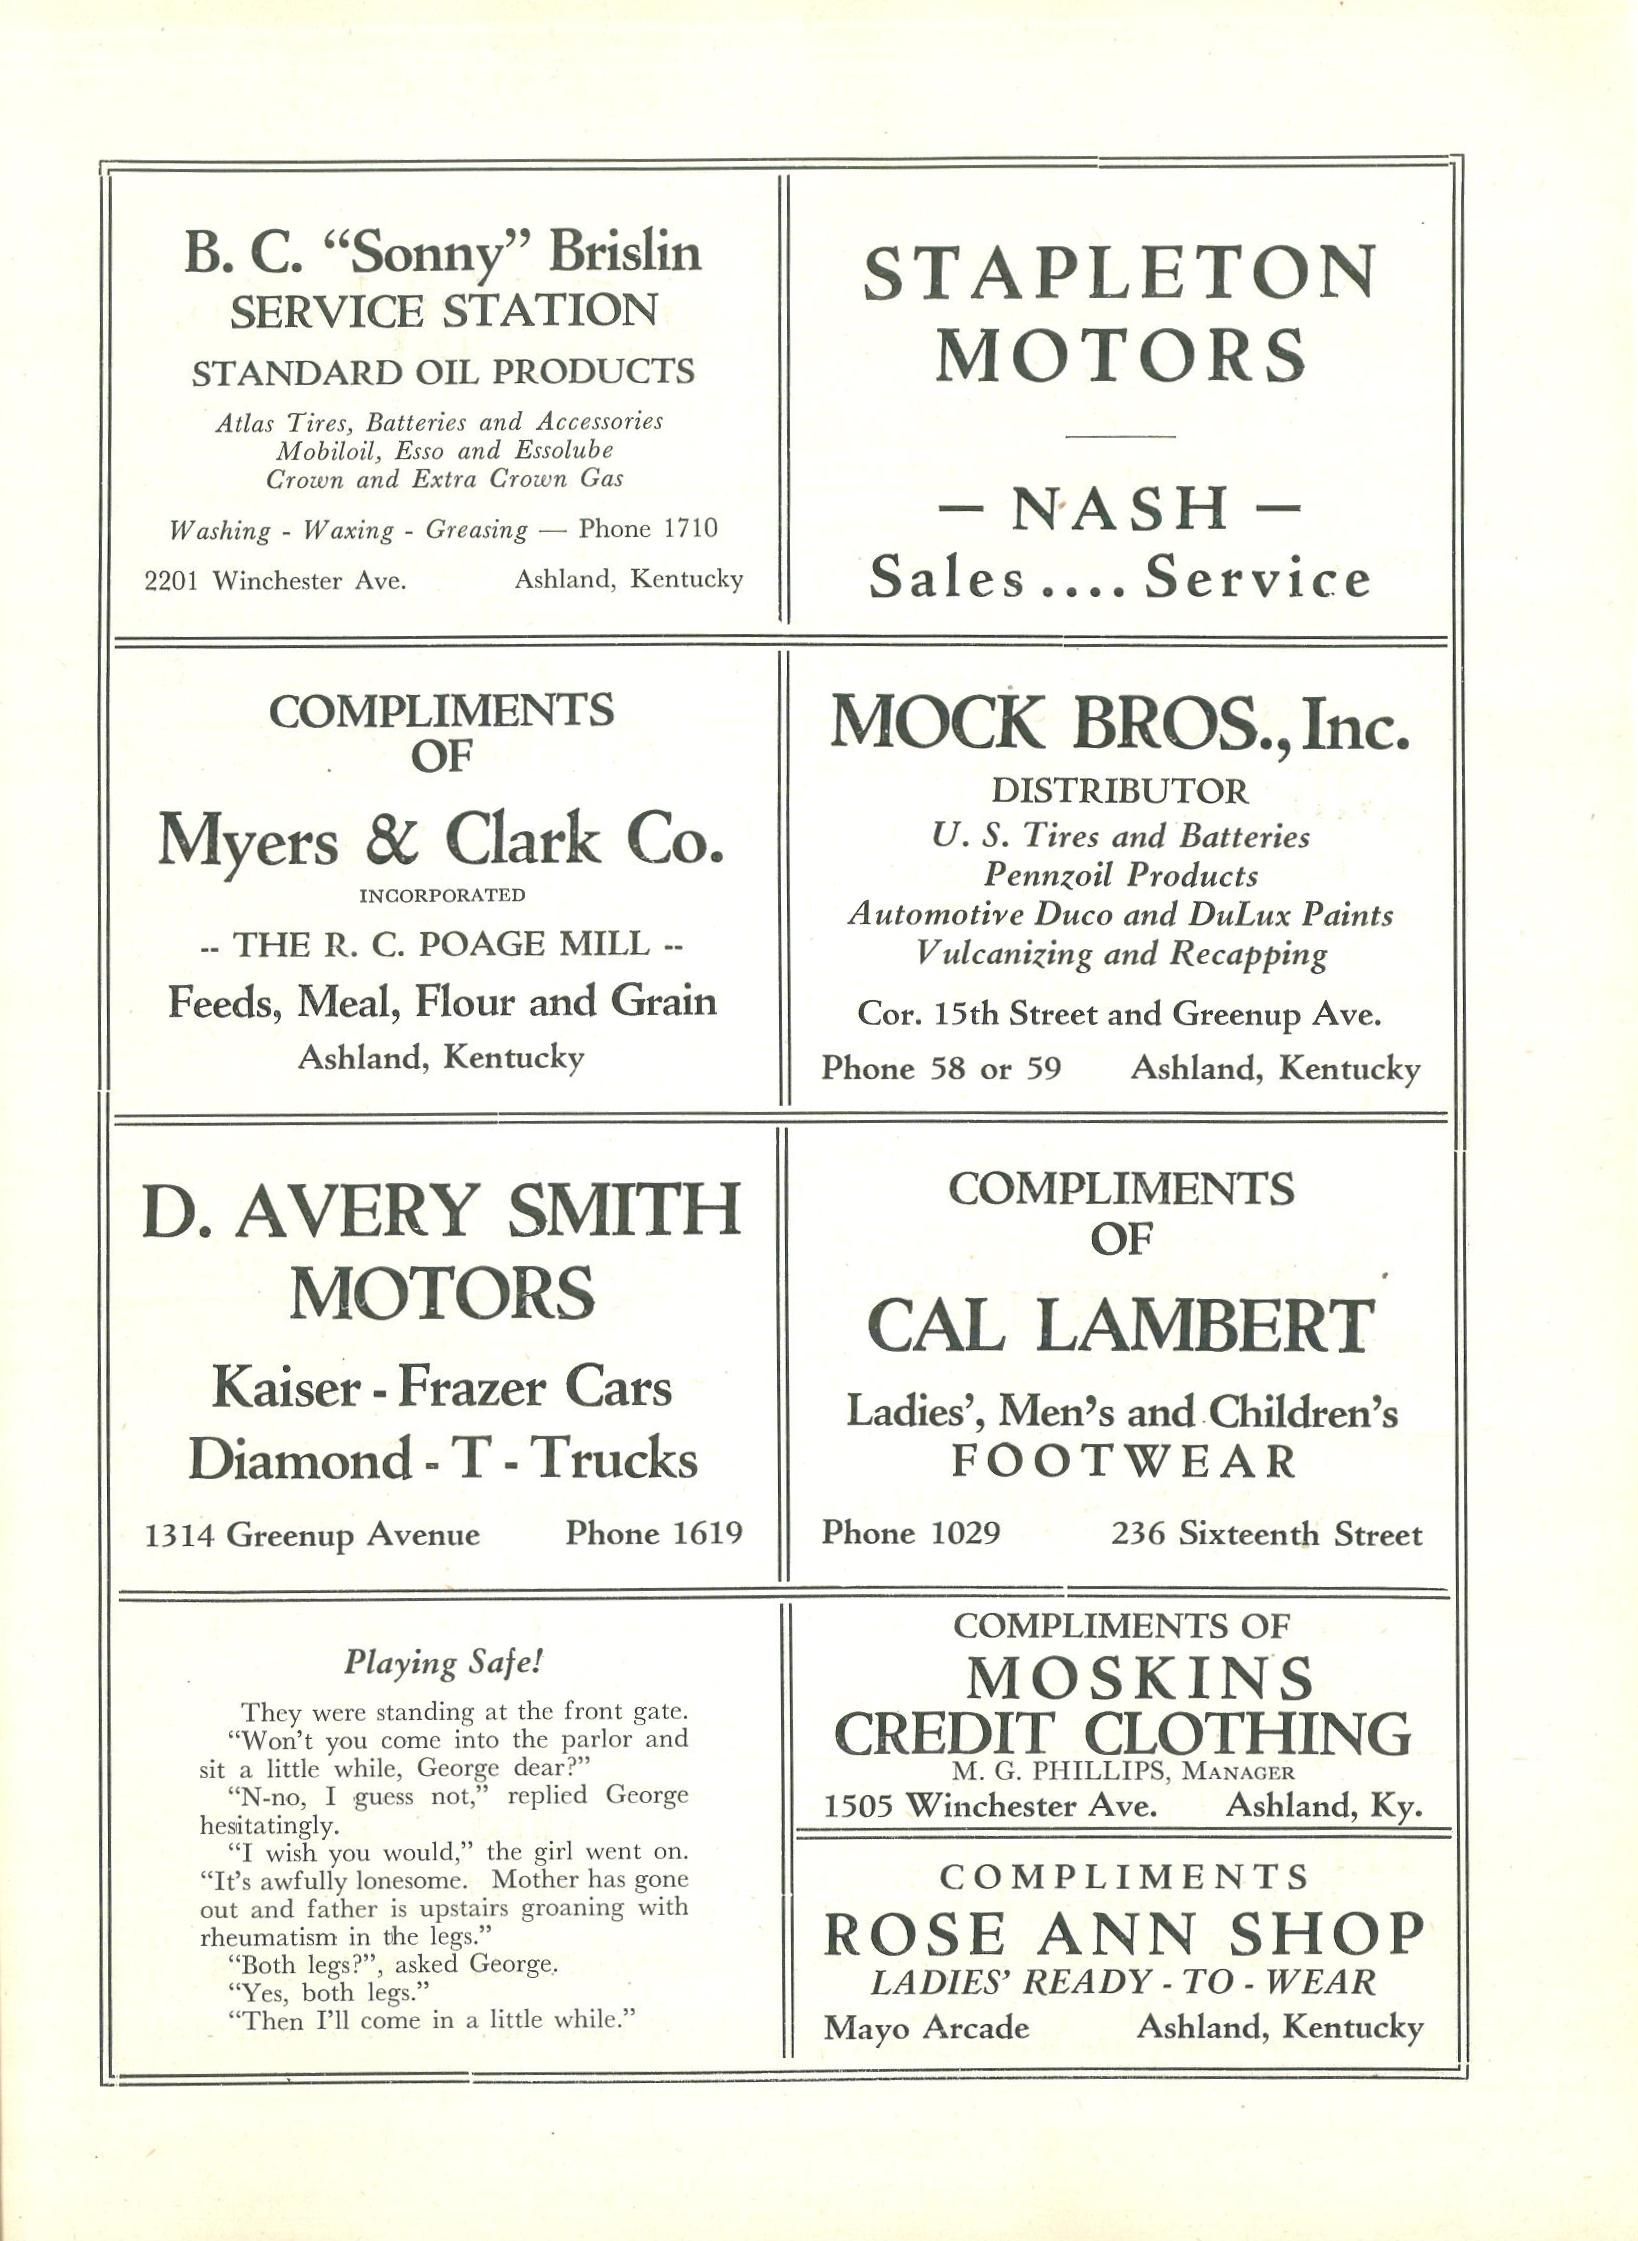 B. C. “Sonny” Brislin
SERVICE STATION
STANDARD OIL PRODUCTS
Atlas Tires, Batteries and Accessories
Mobiloil, Esso and Essolube
Crown and Extra Crown Gas
Washing - Waxing - Greasing — Phone 1710
2201 Winchester Ave. Ashland, Kentucky
STAPLETON
MOTORS
— NASH —
Sales .... Service
COMPLIMENTS
OF
Myers & Clark Co.
INCORPORATED
-- THE R. C. POAGE MILL --
Feeds, Meal, Flour and Grain
Ashland, Kentucky
MOCK BROS., Inc.
DISTRIBUTOR
U. S. Tires and Batteries
Pennzoil Products
Automotive Duco and DuLux Paints
Vulcanizing and Recapping
Cor. 15th Street and Greenup Ave.
Phone 58 or 59 Ashland, Kentucky
D. AVERY SMITH
MOTORS
Kaiser - Frazer Cars
Diamond - T - Trucks
1314 Greenup Avenue Phone 1619
COMPLIMENTS
OF
CAL LAMBERT
Ladies’, Men’s and Children’s
FOOTWEAR
Phone 1029 236 Sixteenth Street
Playing Safe!
They were standing at the front gate.
“Won’t you come into the parlor and
sit a little while, George dear?”
“N-no, I guess not,” replied George
hesitatingly.
“I wish you would,” the girl went on.
“It’s awfully lonesome. Mother has gone
out and father is upstairs groaning with
rheumatism in the legs.”
“Both legs?”, asked George.
“Yes, both legs.”
“Then I’ll come in a little while.”
COMPLIMENTS OF
MOSKINS
CREDIT CLOTHING
M. G. PHILLIPS, MANAGER
1505 Winchester Ave. Ashland, Ky.
COMPLIMENTS
ROSE ANN SHOP
LADIES’ READY - TO - WEAR
Mayo Arcade Ashland, Kentucky